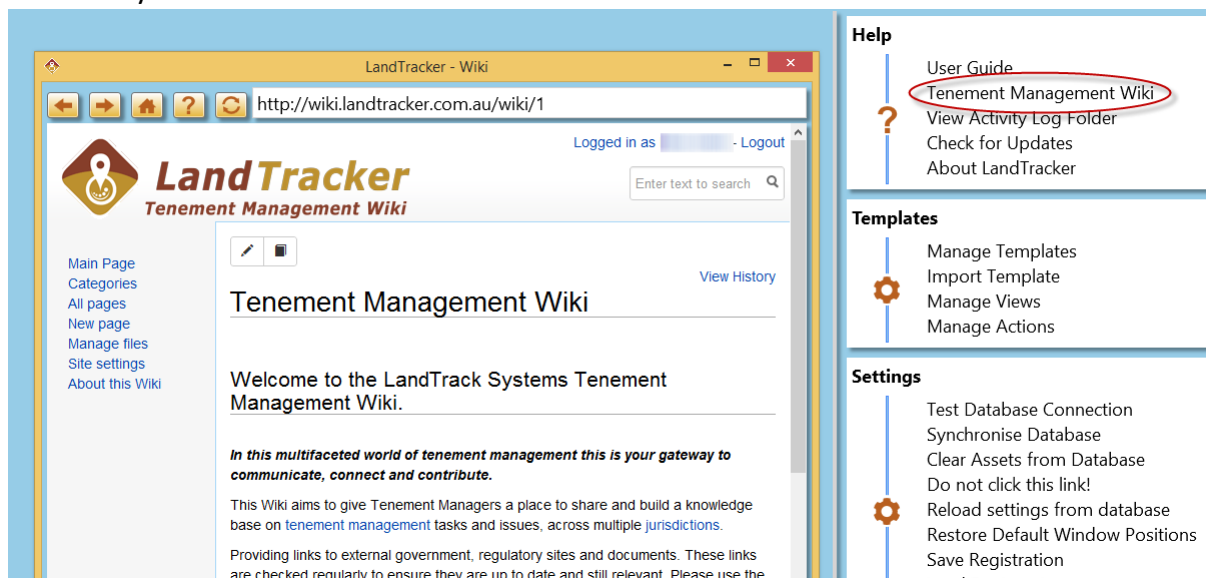 LandTracker - Wiki
http://wiki.landtracker.com.au/wiki/1
Logged in as - Logout
LandTracker
Enter text to search
Tenement Management Wiki
Main Page
Categories
All pages
New page
Manage files
Site settings
About this Wiki
View History
Tenement Management Wiki
Welcome to the LandTrack Systems Tenement
Management Wiki.
In this multifaceted world of tenement management this is your gateway to
communicate, connect and contribute.
This Wiki aims to give Tenement Managers a place to share and build a knowledge
base on tenement management tasks and issues, across multiple jurisdictions.
Providing links to external government, regulatory sites and documents. These links
are checked regularly to ensure they are up to date and still relevant. Please use the
Help
User Guide
Tenement Management Wiki
View Activity Log Folder
Check for Updates
About LandTracker
Templates
Manage Templates
Import Template
Manage Views
Manage Actions
Settings
Test Database Connection
Synchronise Database
Clear Assets from Database
Do not click this link!
Reload settings from database
Restore Default Window Positions
Save Registration